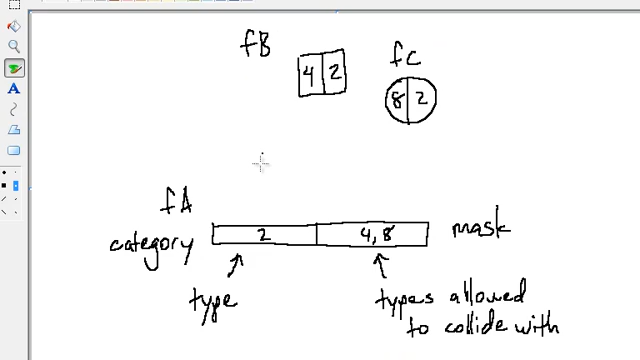 fB
4 2
fC
8 2
fA
category
2
4, 8
mask
type
types allowed
to collide with
A